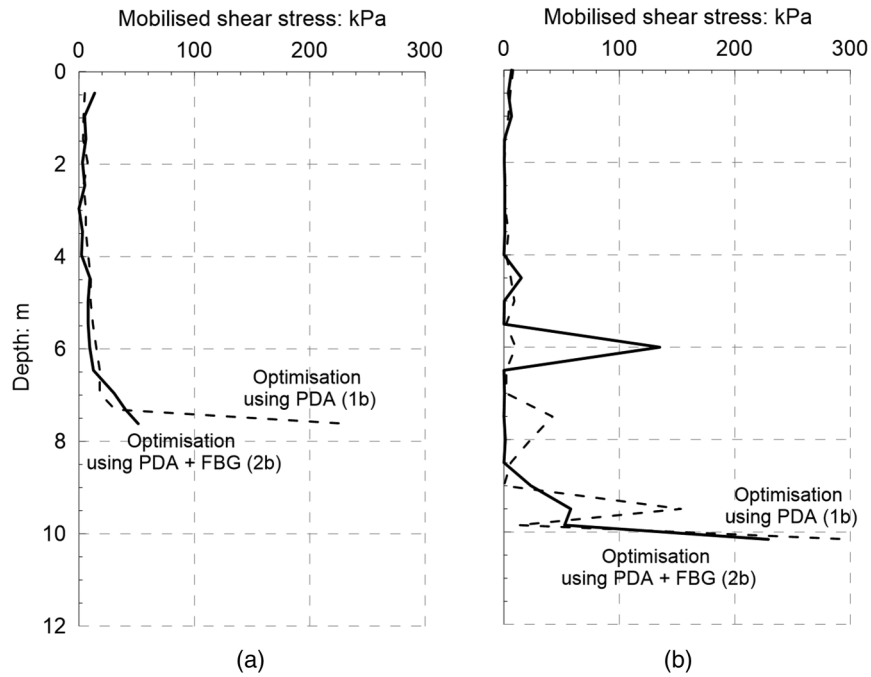 Mobilised shear stress: kPa
0 100 200 300
0
2
4
6
8
10
12
Depth: m
Optimisation
using PDA (1b)
Optimisation
using PDA + FBG (2b)
(a)
Mobilised shear stress: kPa
0 100 200 300
Optimisation
using PDA (1b)
Optimisation
using PDA + FBG (2b)
(b)